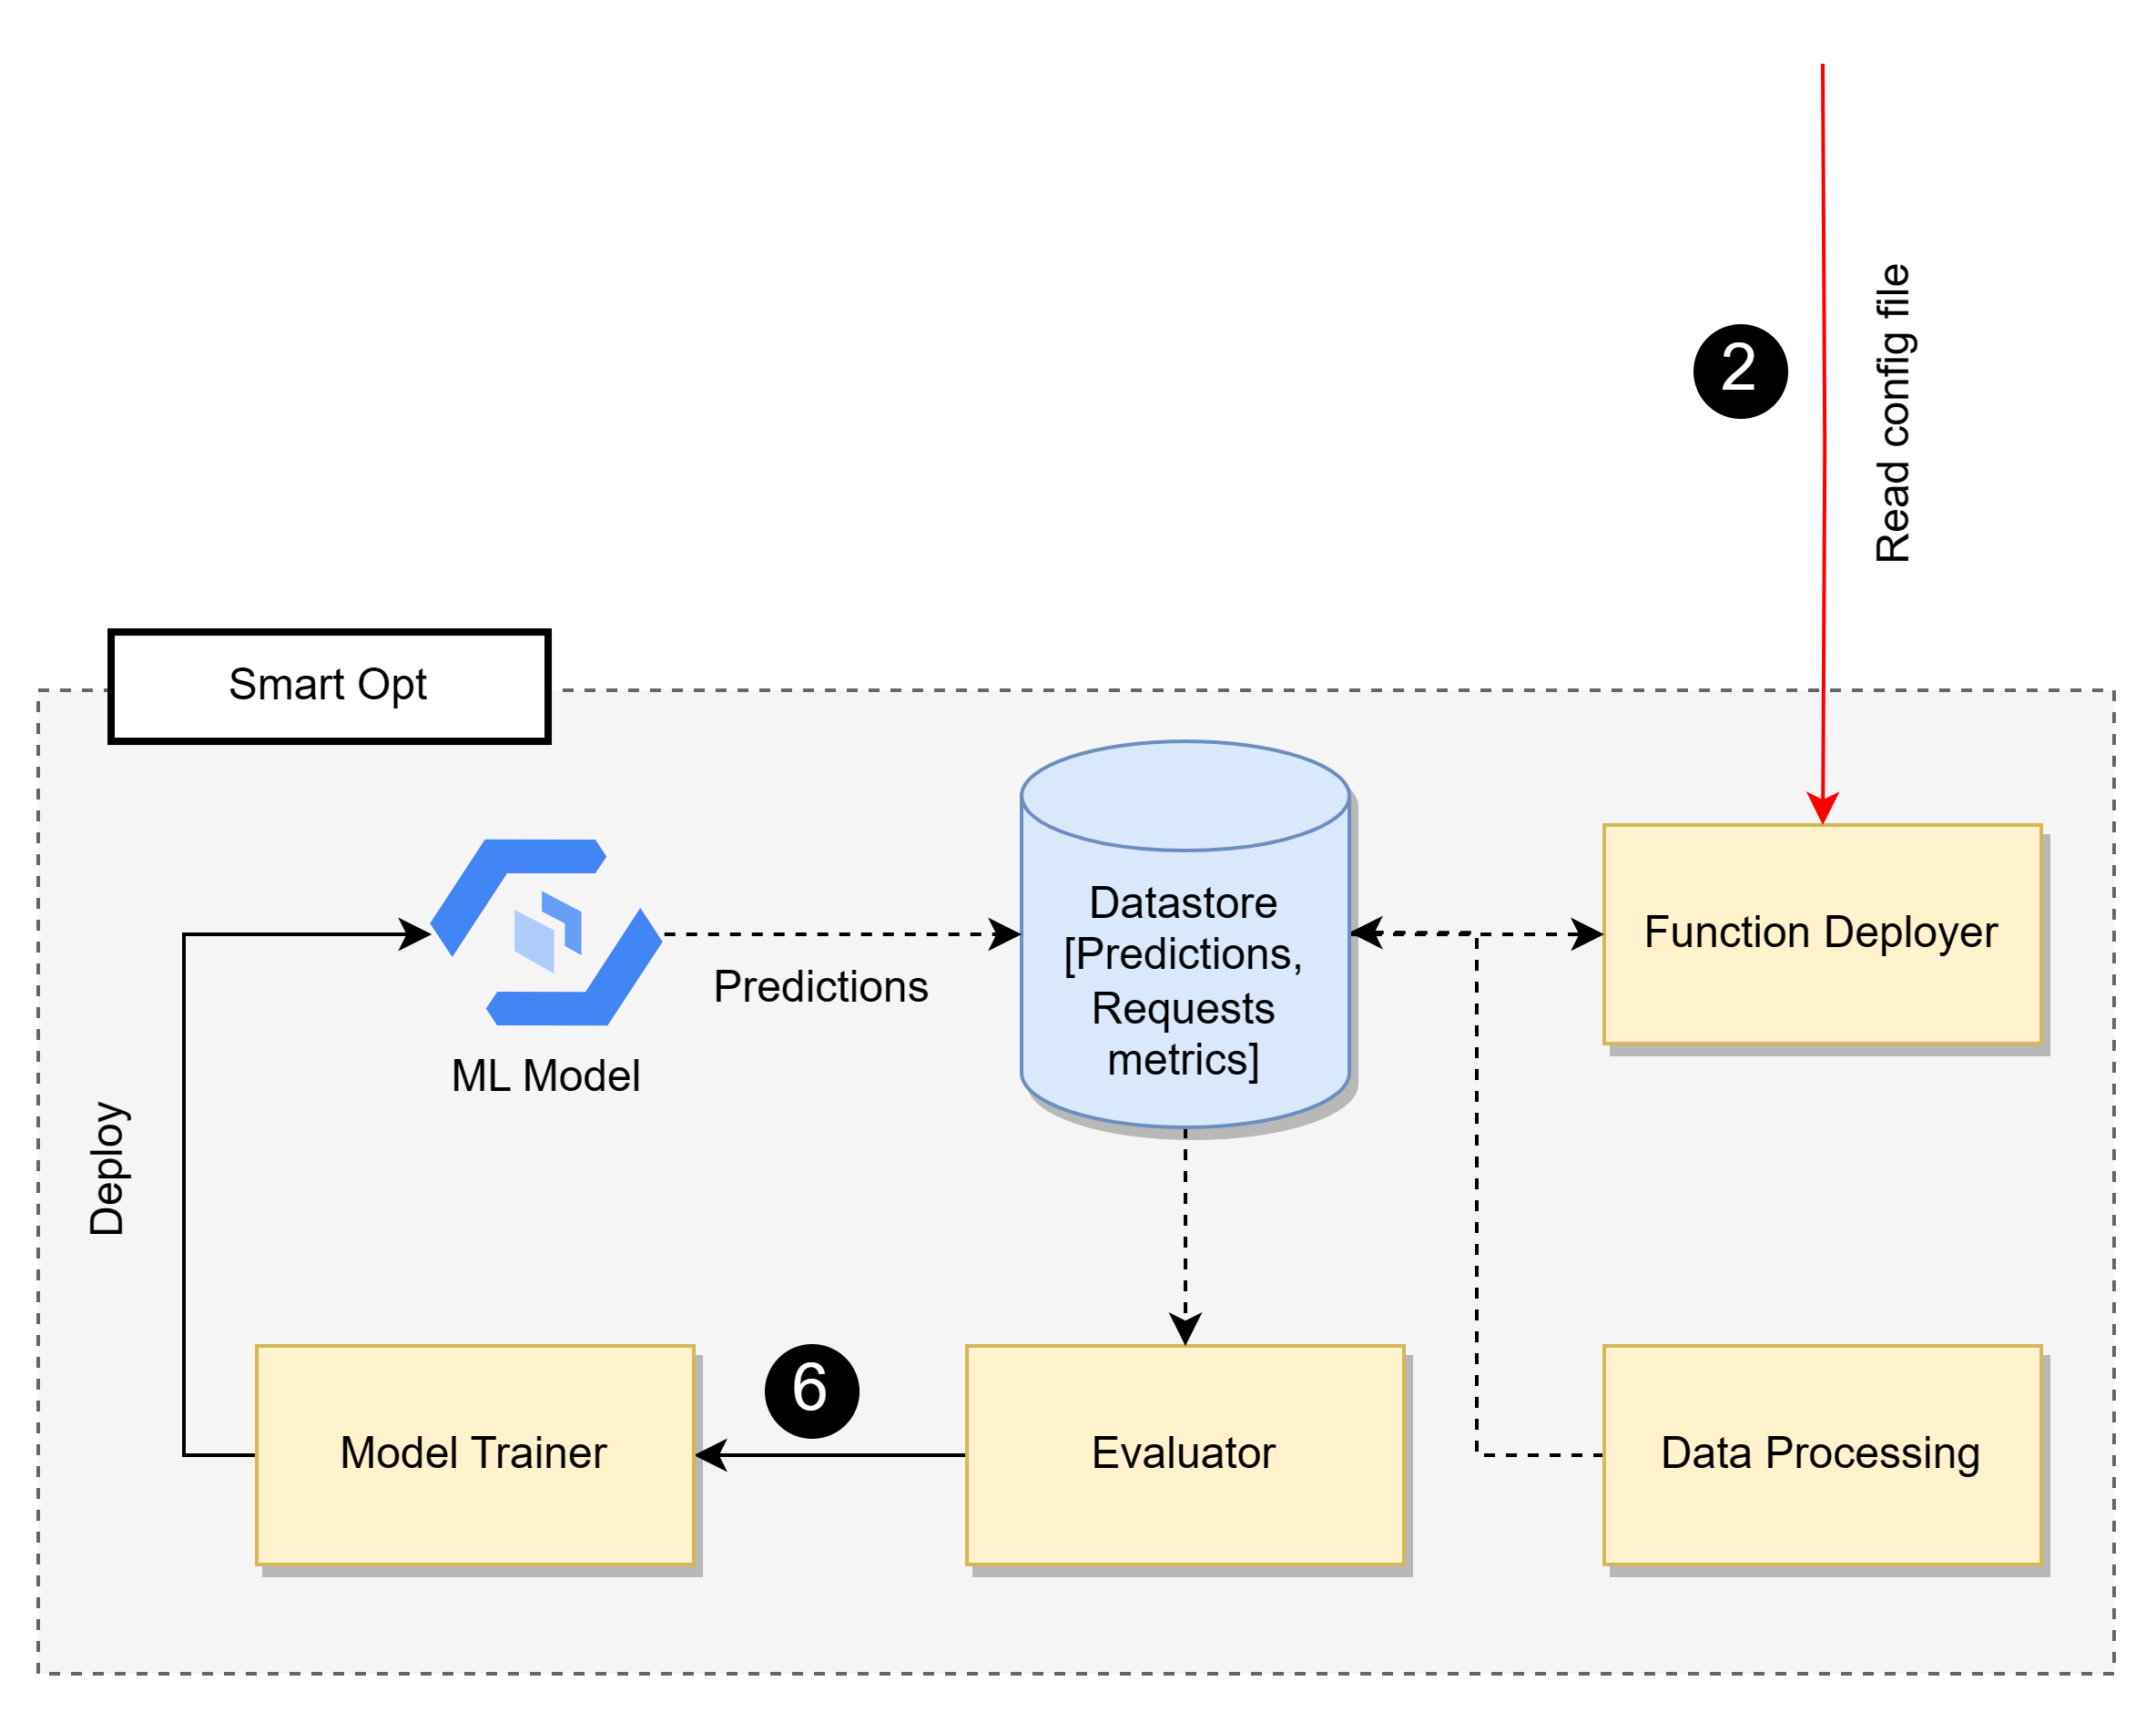 2
Read config file
Smart Opt
Datastore
[Predictions,
Requests
metrics]
Function Deployer
Predictions
ML Model
Deploy
6
Model Trainer
Evaluator
Data Processing